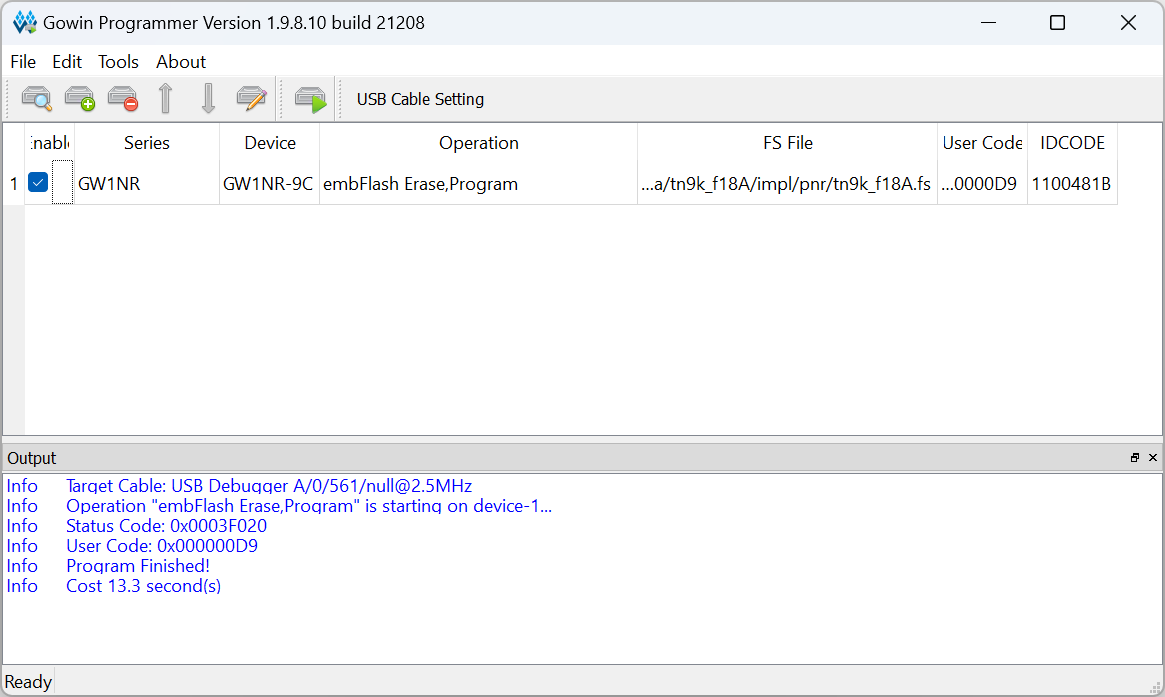 Gowin Programmer Version 1.9.8.10 build 21208
File Edit Tools About
USB Cable Setting
Enable Series Device Operation FS File User Code IDCODE
1 GW1NR GW1NR-9C embFlash Erase,Program ...a/tn9k_f18A/impl/pnr/tn9k_f18A.fs ...0000D9 1100481B
Output
Info Target Cable: USB Debugger A/0/561/null@2.5MHz
Info Operation "embFlash Erase,Program" is starting on device-1...
Info Status Code: 0x0003F020
Info User Code: 0x000000D9
Info Program Finished!
Info Cost 13.3 second(s)
Ready